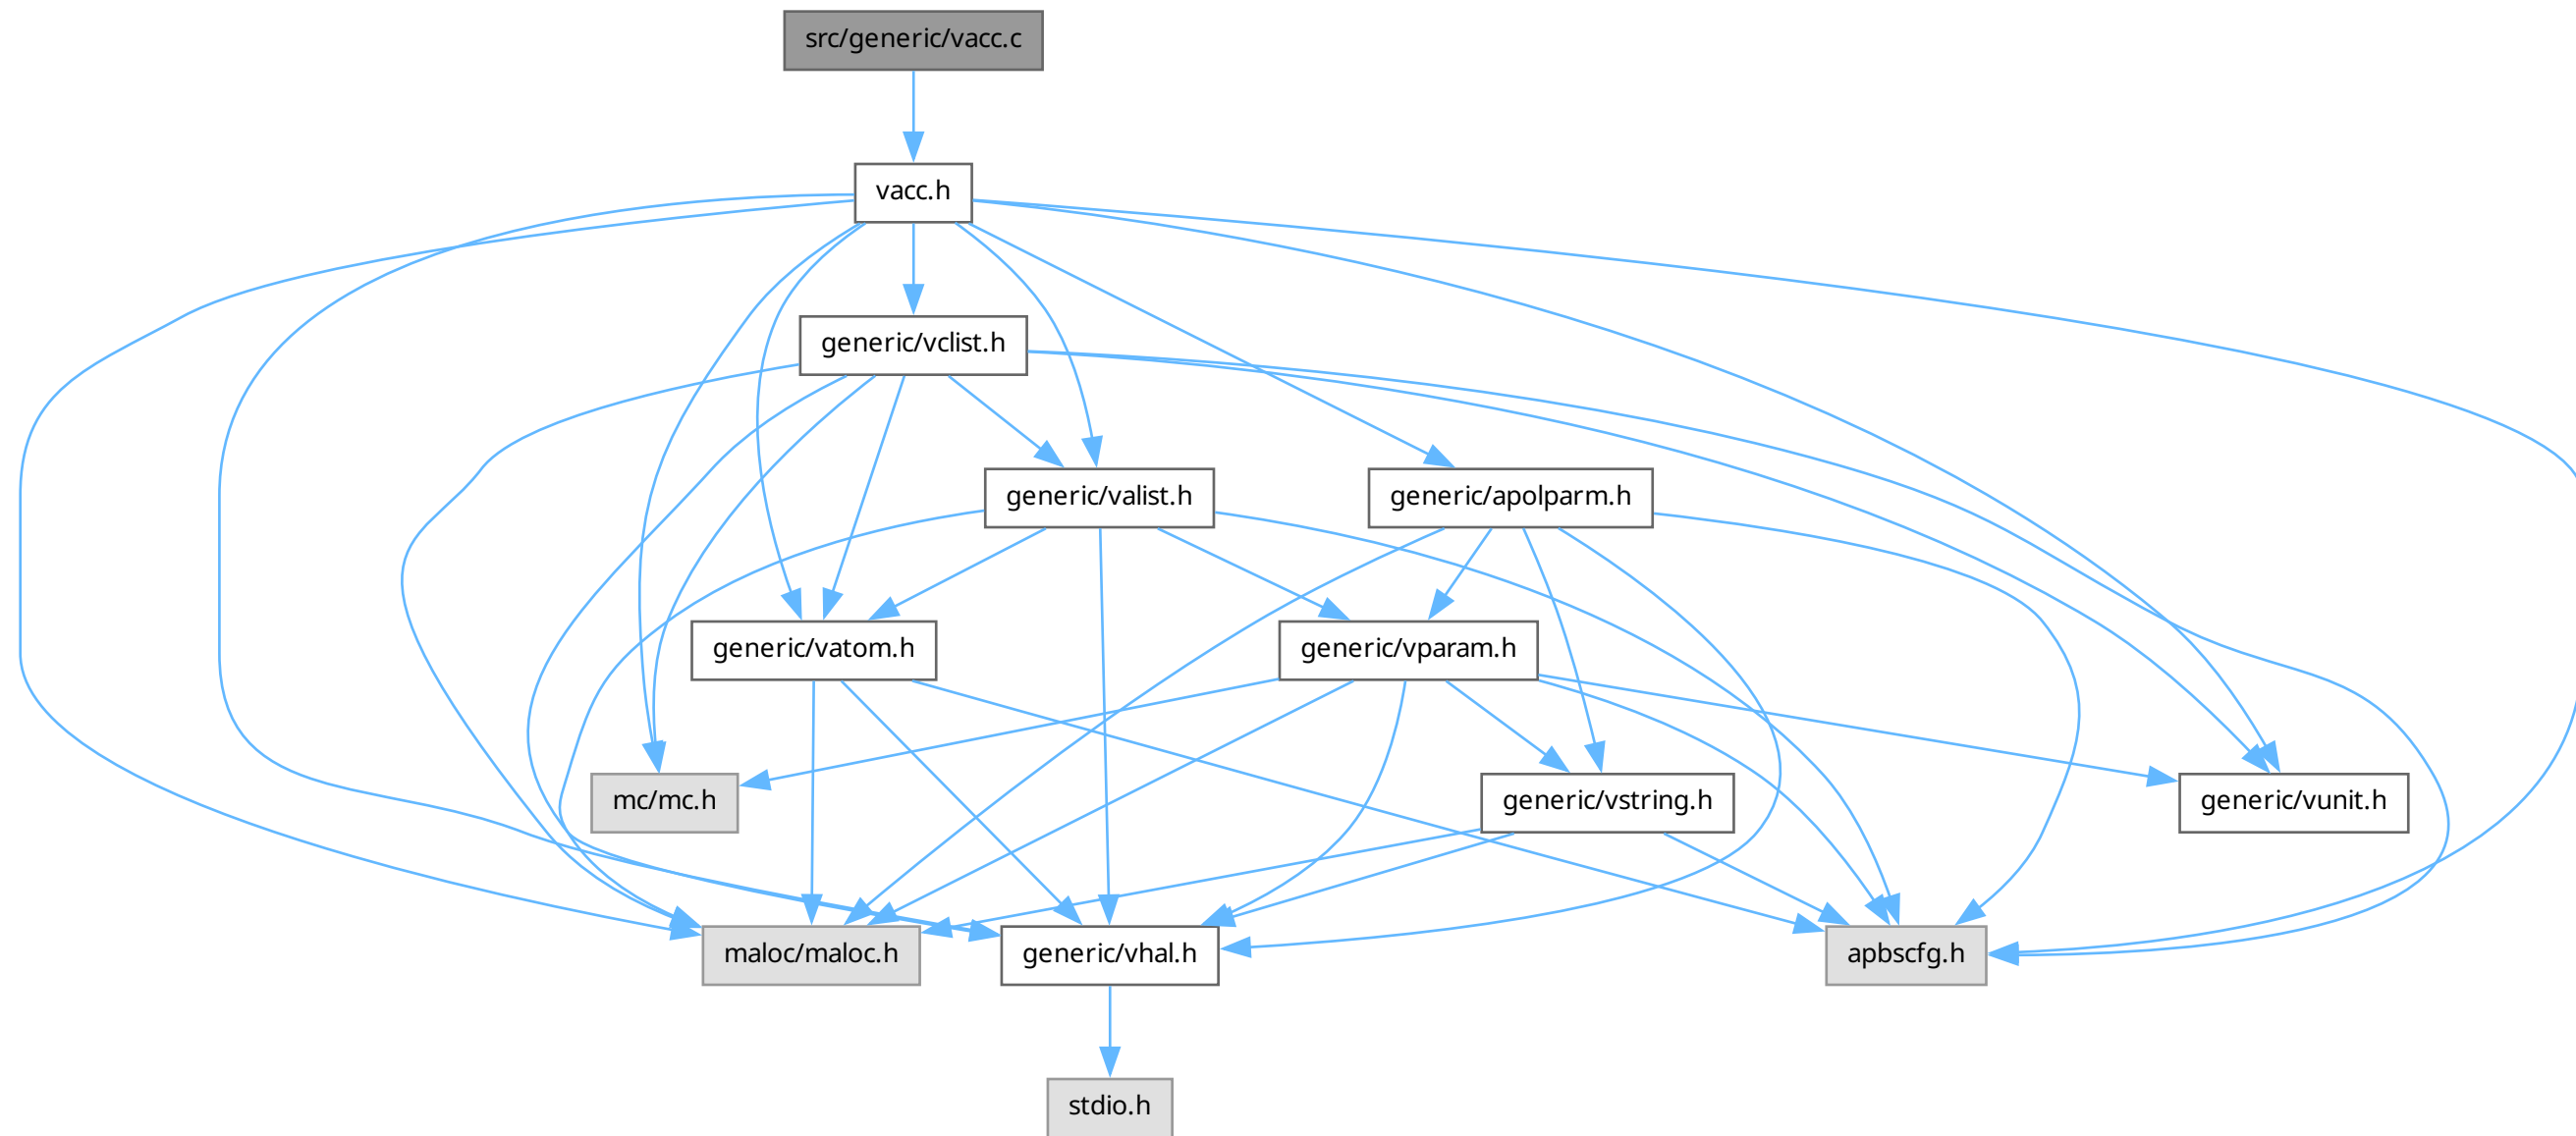 src/generic/vacc.c
vacc.h
generic/vclist.h
generic/valist.h
generic/apolparm.h
generic/vatom.h
generic/vparam.h
mc/mc.h
generic/vstring.h
generic/vunit.h
maloc/maloc.h
generic/vhal.h
apbscfg.h
stdio.h